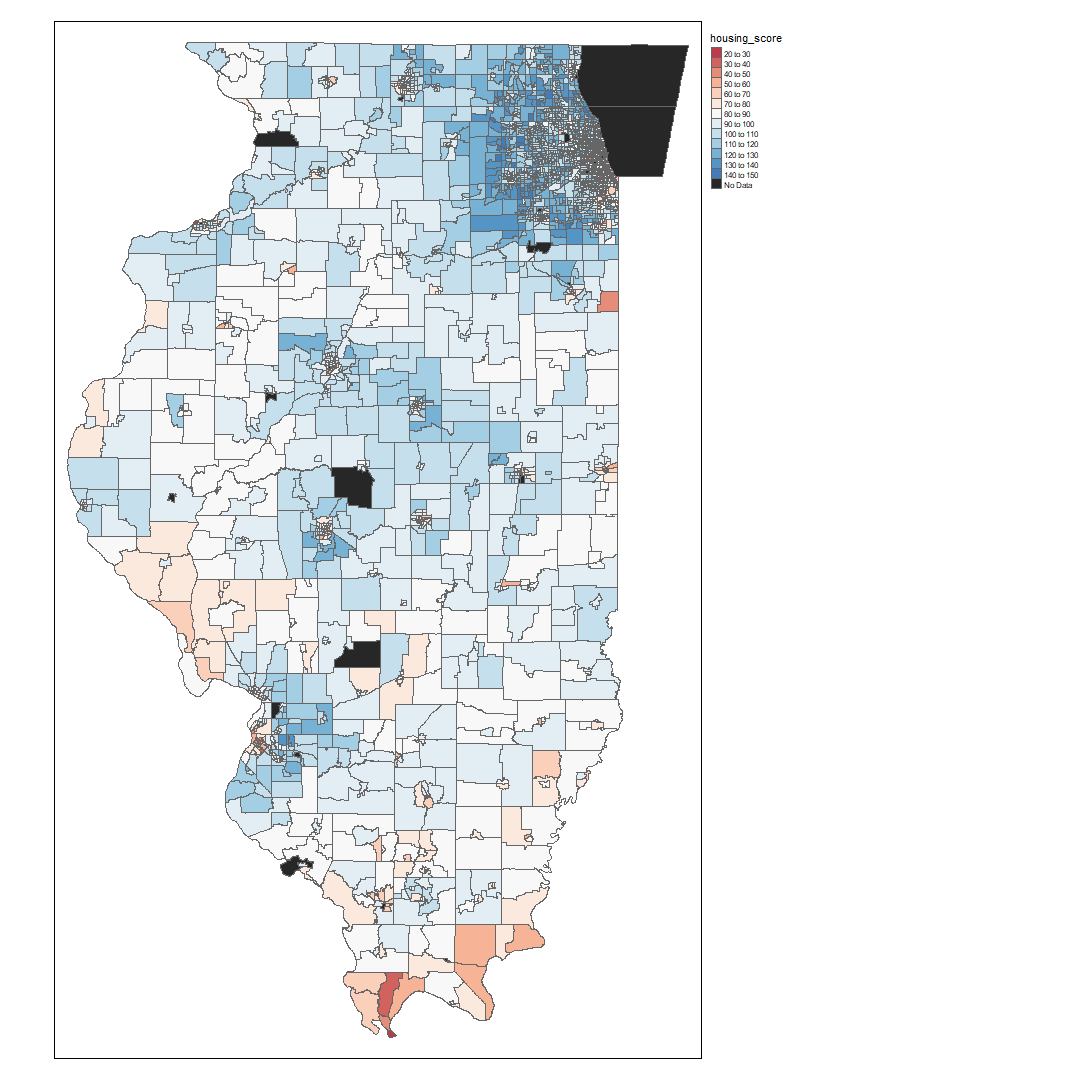 housing_score
20 to 30
30 to 40
40 to 50
50 to 60
60 to 70
70 to 80
80 to 90
90 to 100
100 to 110
110 to 120
120 to 130
130 to 140
140 to 150
No Data